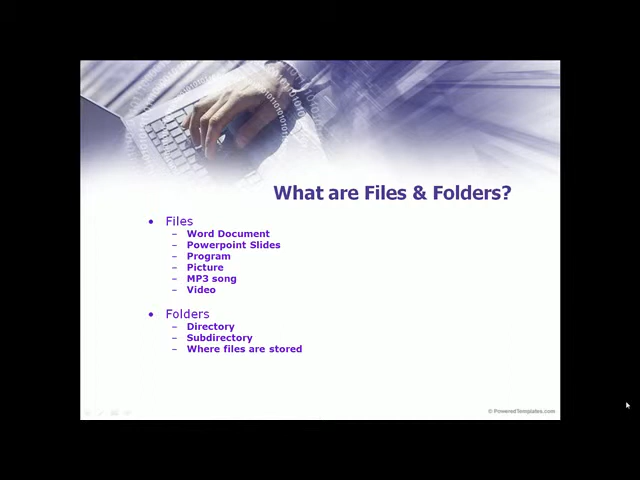 What are Files & Folders?
• Files
– Word Document
– Powerpoint Slides
– Program
– Picture
– MP3 song
– Video
• Folders
– Directory
– Subdirectory
– Where files are stored
© PoweredTemplates.com